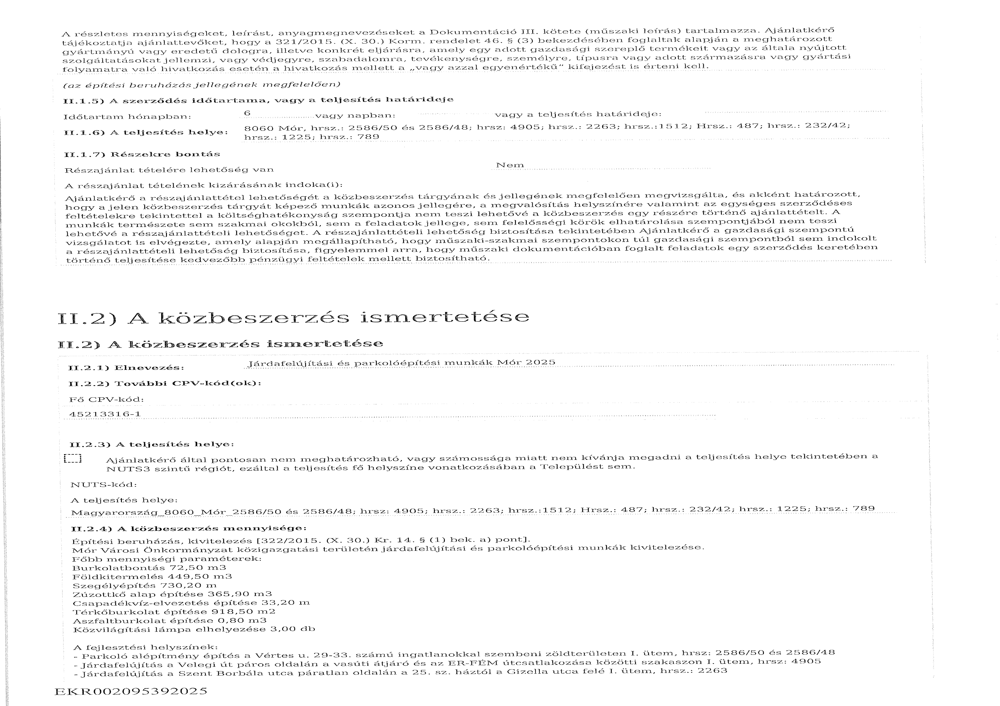 A részletes mennyiségeket, leírást, anyagmegnevezéseket a Dokumentáció III. kötete (műszaki leírás) tartalmazza. Ajánlatkérő
tájékoztatja ajánlattevőket, hogy a 321/2015. (X. 30.) Korm. rendelet 46. § (3) bekezdésében foglaltak alapján a meghatározott
gyártmányú vagy eredetű dologra, illetve konkrét eljárásra, amely egy adott gazdasági szereplő termékeit vagy az általa nyújtott
szolgáltatásokat jellemzi, vagy védjegyre, szabadalomra, tevékenységre, személyre, típusra vagy adott származásra vagy gyártási
folyamatra való hivatkozás esetén a hivatkozás mellett a „vagy azzal egyenértékű” kifejezést is érteni kell.
(az építési beruházás jellegének megfelelően)
II.1.5) A szerződés időtartama, vagy a teljesítés határideje
Időtartam hónapban: 6 vagy napban: vagy a teljesítés határideje:
II.1.6) A teljesítés helye: 8060 Mór, hrsz.: 2586/50 és 2586/48; hrsz: 4905; hrsz.: 2263; hrsz.:1512; Hrsz.: 487; hrsz.: 232/42;
hrsz.: 1225; hrsz.: 789
II.1.7) Részekre bontás
Részajánlat tételére lehetőség van Nem
A részajánlat tételének kizárásának indoka(i):
Ajánlatkérő a részajánlattétel lehetőségét a közbeszerzés tárgyának és jellegének megfelelően megvizsgálta, és akként határozott,
hogy a jelen közbeszerzés tárgyát képező munkák azonos jellegére, a megvalósítás helyszínére valamint az egységes szerződéses
feltételekre tekintettel a költséghatékonyság szempontja nem teszi lehetővé a közbeszerzés egy részére történő ajánlattételt. A
munkák természete sem szakmai okokból, sem a feladatok jellege, sem felelősségi körök elhatárolása szempontjából nem teszi
lehetővé a részajánlattételi lehetőséget. A részajánlattételi lehetőség biztosítása tekintetében Ajánlatkérő a gazdasági szempontú
vizsgálatot is elvégezte, amely alapján megállapítható, hogy műszaki-szakmai szempontokon túl gazdasági szempontból sem indokolt
a részajánlattételi lehetőség biztosítása, figyelemmel arra, hogy műszaki dokumentációban foglalt feladatok egy szerződés keretében
történő teljesítése kedvezőbb pénzügyi feltételek mellett biztosítható.
II.2) A közbeszerzés ismertetése
II.2) A közbeszerzés ismertetése
II.2.1) Elnevezés: Járdafelújítási és parkolóépítési munkák Mór 2025
II.2.2) További CPV-kód(ok):
Fő CPV-kód:
45213316-1
II.2.3) A teljesítés helye:
Ajánlatkérő által pontosan nem meghatározható, vagy számossága miatt nem kívánja megadni a teljesítés helye tekintetében a
NUTS3 szintű régiót, ezáltal a teljesítés fő helyszíne vonatkozásában a Települést sem.
NUTS-kód:
A teljesítés helye:
Magyarország_8060_Mór_2586/50 és 2586/48; hrsz: 4905; hrsz.: 2263; hrsz.:1512; Hrsz.: 487; hrsz.: 232/42; hrsz.: 1225; hrsz.: 789
II.2.4) A közbeszerzés mennyisége:
Építési beruházás, kivitelezés [322/2015. (X. 30.) Kr. 14. § (1) bek. a) pont].
Mór Városi Önkormányzat közigazgatási területén járdafelújítási és parkolóépítési munkák kivitelezése.
Főbb mennyiségi paraméterek:
Burkolatbontás 72,50 m3
Földkitermelés 449,50 m3
Szegélyépítés 730,20 m
Zúzottkő alap építése 365,90 m3
Csapadékvíz-elvezetés építése 33,20 m
Térkőburkolat építése 918,50 m2
Aszfaltburkolat építése 0,80 m3
Közvilágítási lámpa elhelyezése 3,00 db
A fejlesztési helyszínek:
- Parkoló alépítmény építés a Vértes u. 29-33. számú ingatlanokkal szembeni zöldterületen I. ütem, hrsz: 2586/50 és 2586/48
- Járdafelújítás a Velegi út páros oldalán a vasúti átjáró és az ER-FÉM útcsatlakozása közötti szakaszon I. ütem, hrsz: 4905
- Járdafelújítás a Szent Borbála utca páratlan oldalán a 25. sz. háztól a Gizella utca felé I. ütem, hrsz.: 2263
EKR002095392025